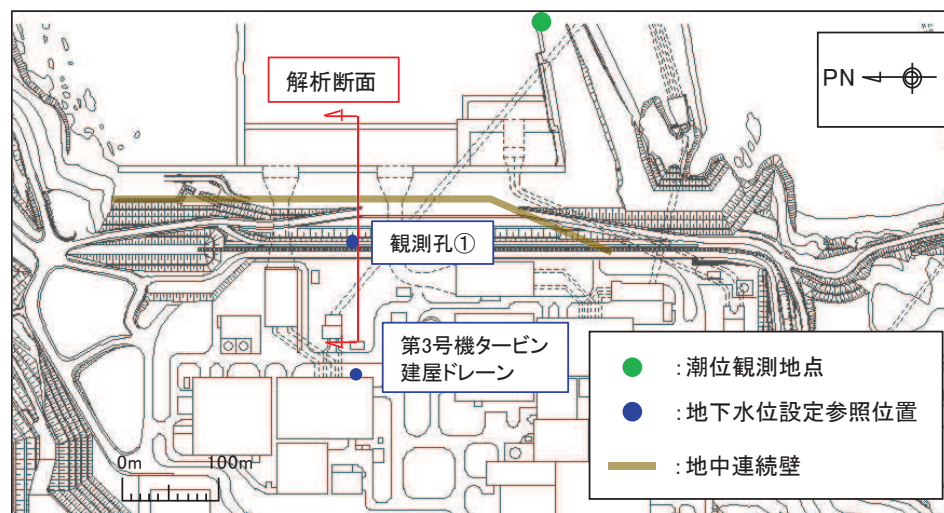 解析断面
PN
観測孔①
第3号機タービン
建屋ドレーン
0m 100m
:潮位観測地点
:地下水位設定参照位置
:地中連続壁